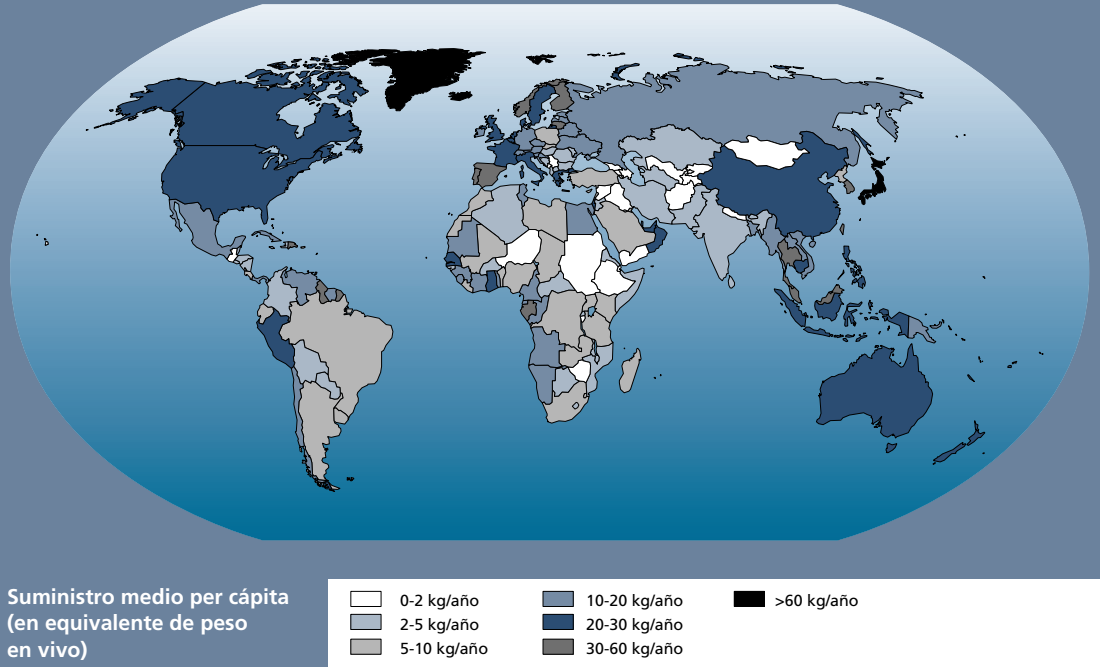 Suministro medio per cápita
(en equivalente de peso
en vivo)
0-2 kg/año
2-5 kg/año
5-10 kg/año
10-20 kg/año
20-30 kg/año
30-60 kg/año
>60 kg/año